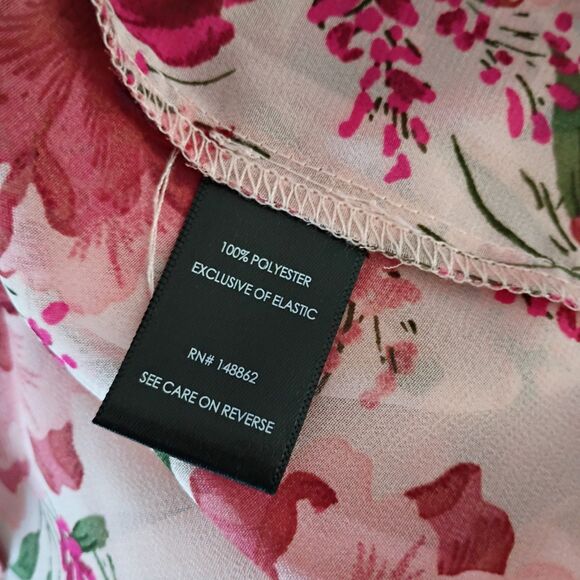 100% POLYESTER
EXCLUSIVE OF ELASTIC
RN# 148862
SEE CARE ON REVERSE